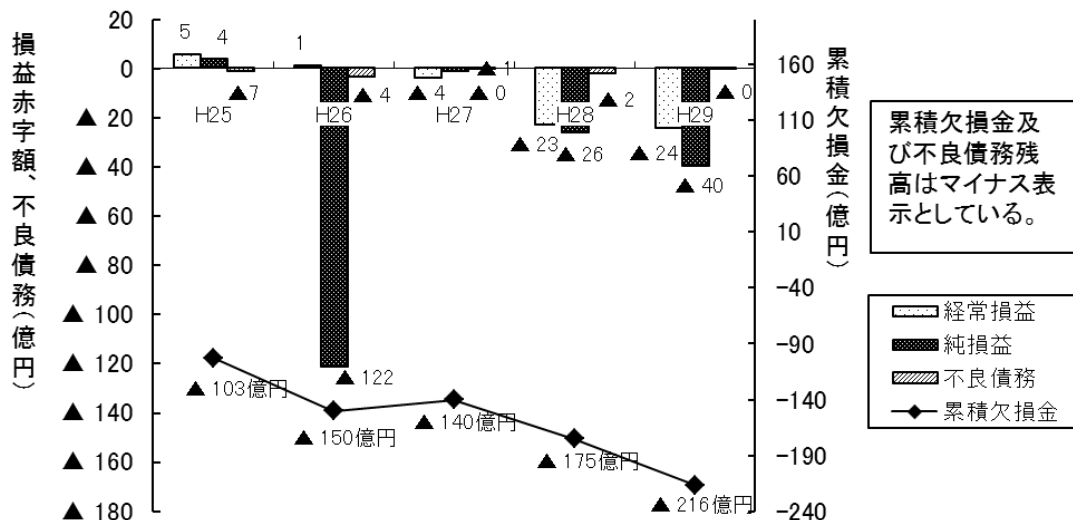 損益赤字額、不良債務(億円)
20
0
▲ 20
▲ 40
▲ 60
▲ 80
▲ 100
▲ 120
▲ 140
▲ 160
▲ 180
5
4
▲ 7
H25
1
▲ 122
▲ 4
H26
▲ 4
▲ 0
▲ 1
H27
▲ 23
▲ 26
▲ 2
H28
▲ 24
▲ 40
▲ 0
H29
▲ 103億円
▲ 150億円
▲ 140億円
▲ 175億円
▲ 216億円
160
110
60
10
-40
-90
-140
-190
-240
累積欠損金(億円)
累積欠損金及
び不良債務残
高はマイナス表
示としている。
経常損益
純損益
不良債務
累積欠損金